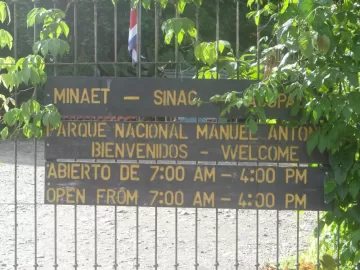 MINAET — SINAC
PARQUE NACIONAL MANUEL ANTONI
BIENVENIDOS - WELCOME
ABIERTO DE 7:00 AM - 4:00 PM
OPEN FROM 7:00 AM - 4:00 PM